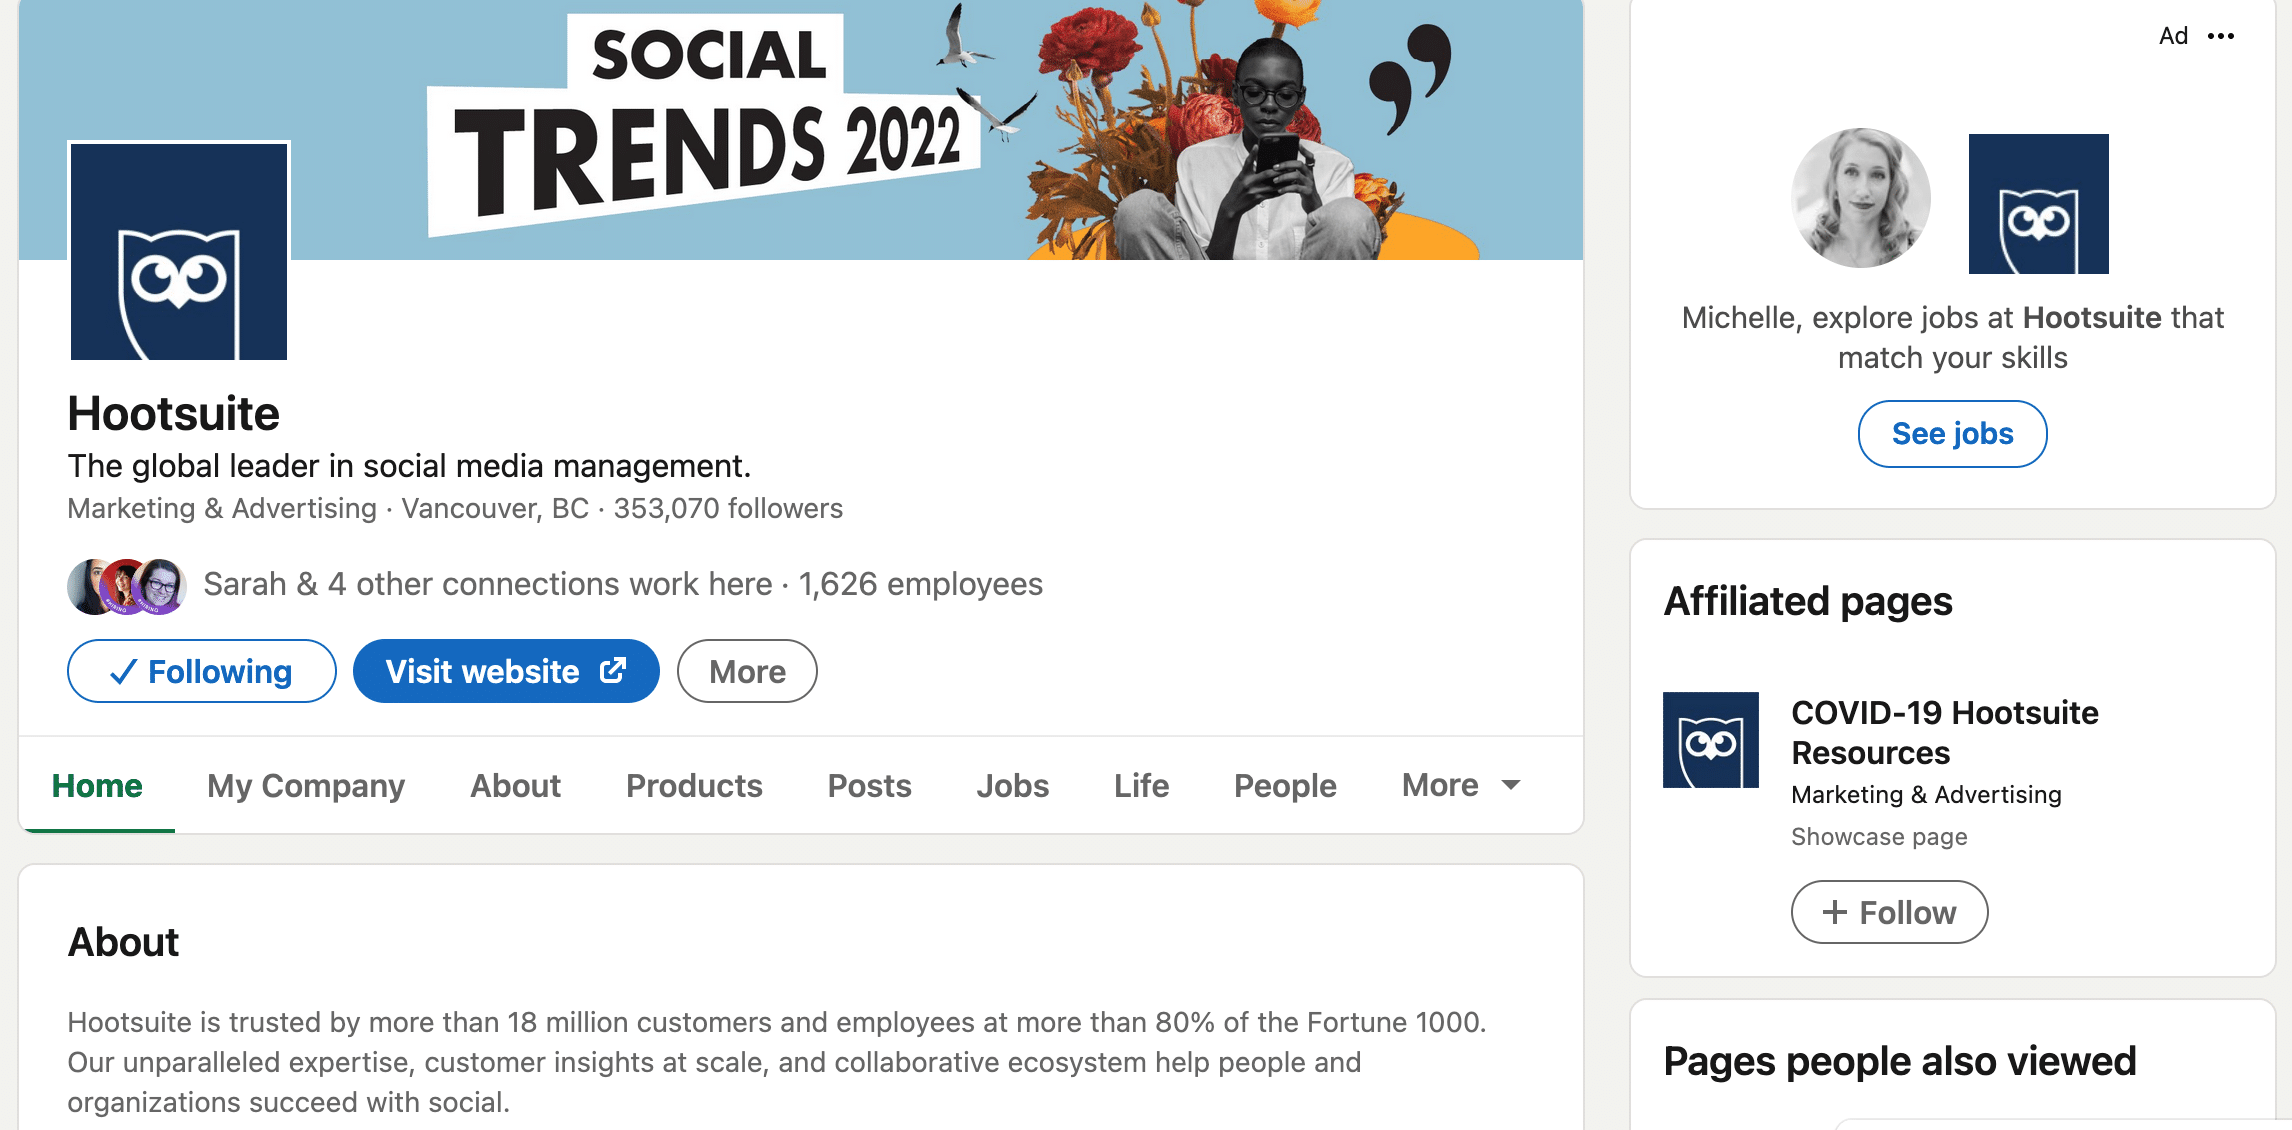 SOCIAL
TRENDS 2022
Hootsuite
The global leader in social media management.
Marketing & Advertising · Vancouver, BC · 353,070 followers
Sarah & 4 other connections work here · 1,626 employees
✓ Following
Visit website
More
Home
My Company
About
Products
Posts
Jobs
Life
People
More
About
Hootsuite is trusted by more than 18 million customers and employees at more than 80% of the Fortune 1000.
Our unparalleled expertise, customer insights at scale, and collaborative ecosystem help people and
organizations succeed with social.
Ad
Michelle, explore jobs at Hootsuite that
match your skills
See jobs
Affiliated pages
COVID-19 Hootsuite
Resources
Marketing & Advertising
Showcase page
+ Follow
Pages people also viewed